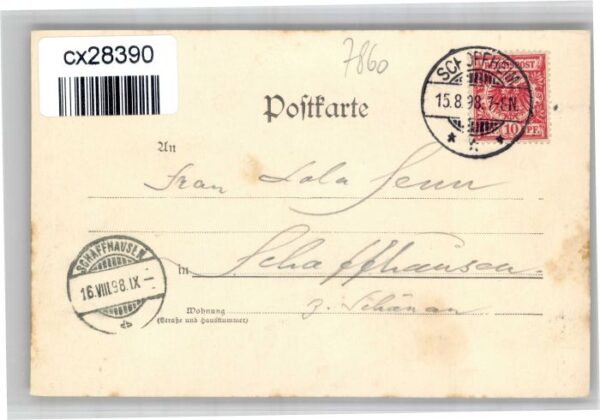 cx28390
7860
SCHOPFHEIM
15.8.98.7-8N.
REICHSPOST
10 PF.
Postkarte
An
Frau Lola Senn
SCHAFFHAUSEN
16.VIII.98.IX
in Schaffhausen.
Wohnung
(Straße und Hausnummer)